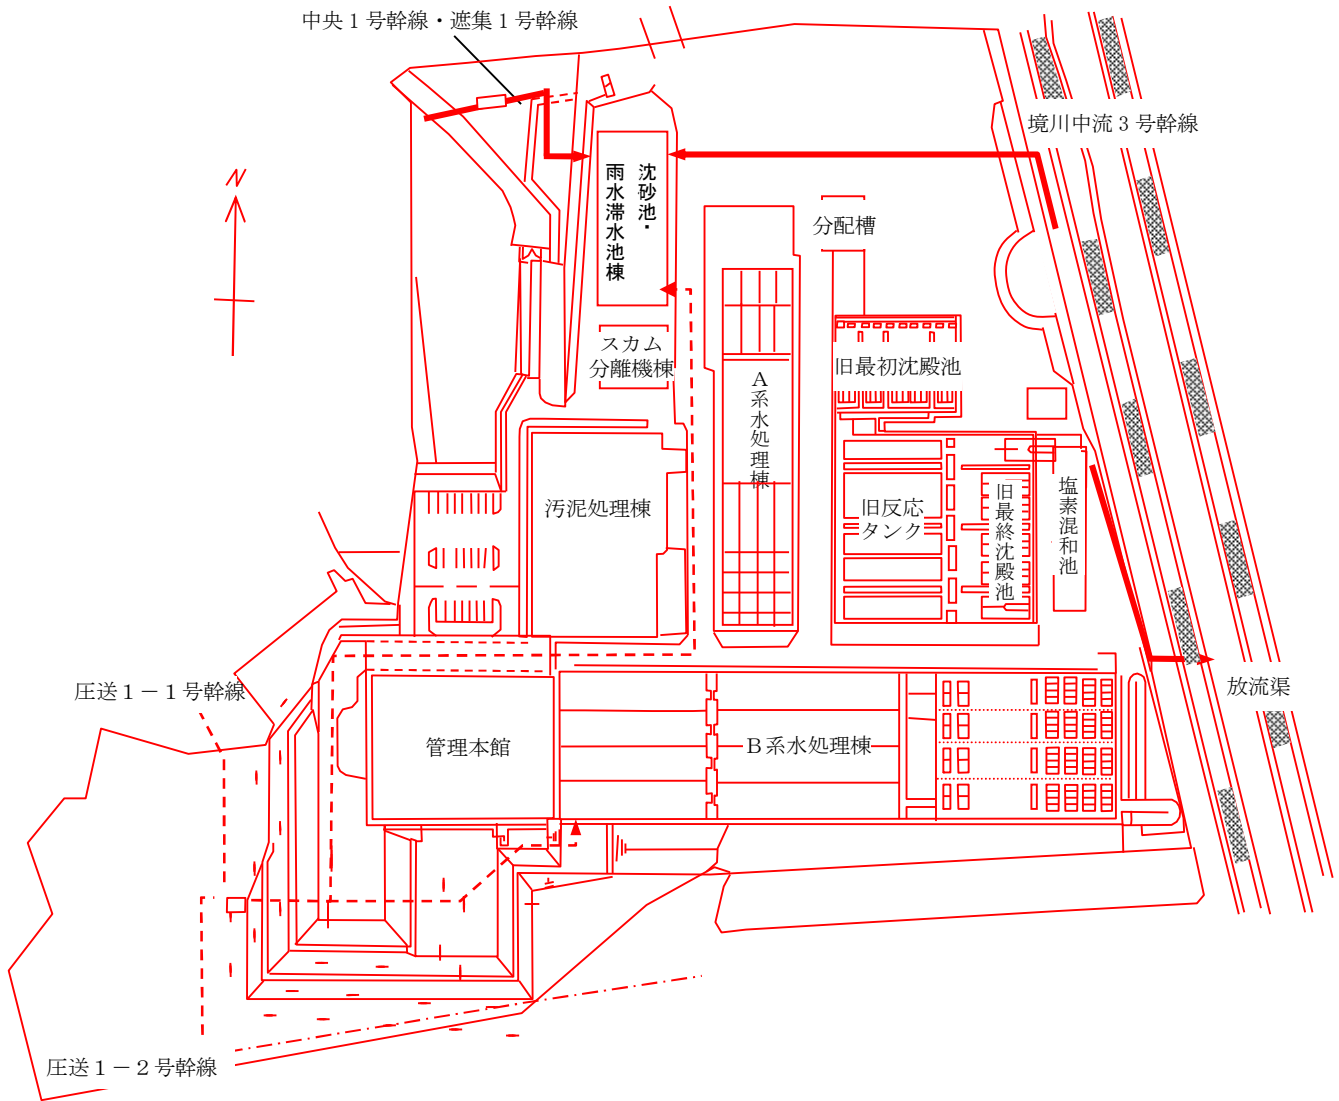 中央１号幹線・遮集１号幹線
境川中流３号幹線
N
沈砂池・
雨水滞水池棟
分配槽
スカム
分離機棟
旧最初沈殿池
A系水処理棟
汚泥処理棟
旧反応
タンク
旧最終沈殿池
塩素混和池
圧送１－１号幹線
放流渠
管理本館
B系水処理棟
圧送１－２号幹線